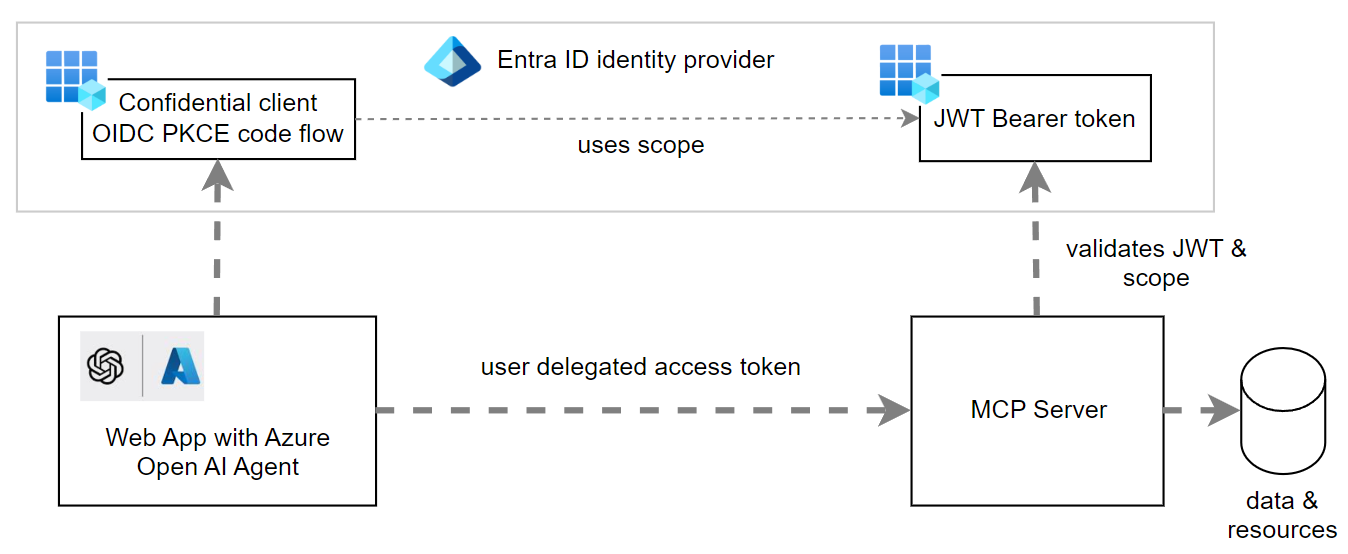 Entra ID identity provider
Confidential client
OIDC PKCE code flow
JWT Bearer token
uses scope
validates JWT &
scope
user delegated access token
Web App with Azure
Open AI Agent
MCP Server
data &
resources